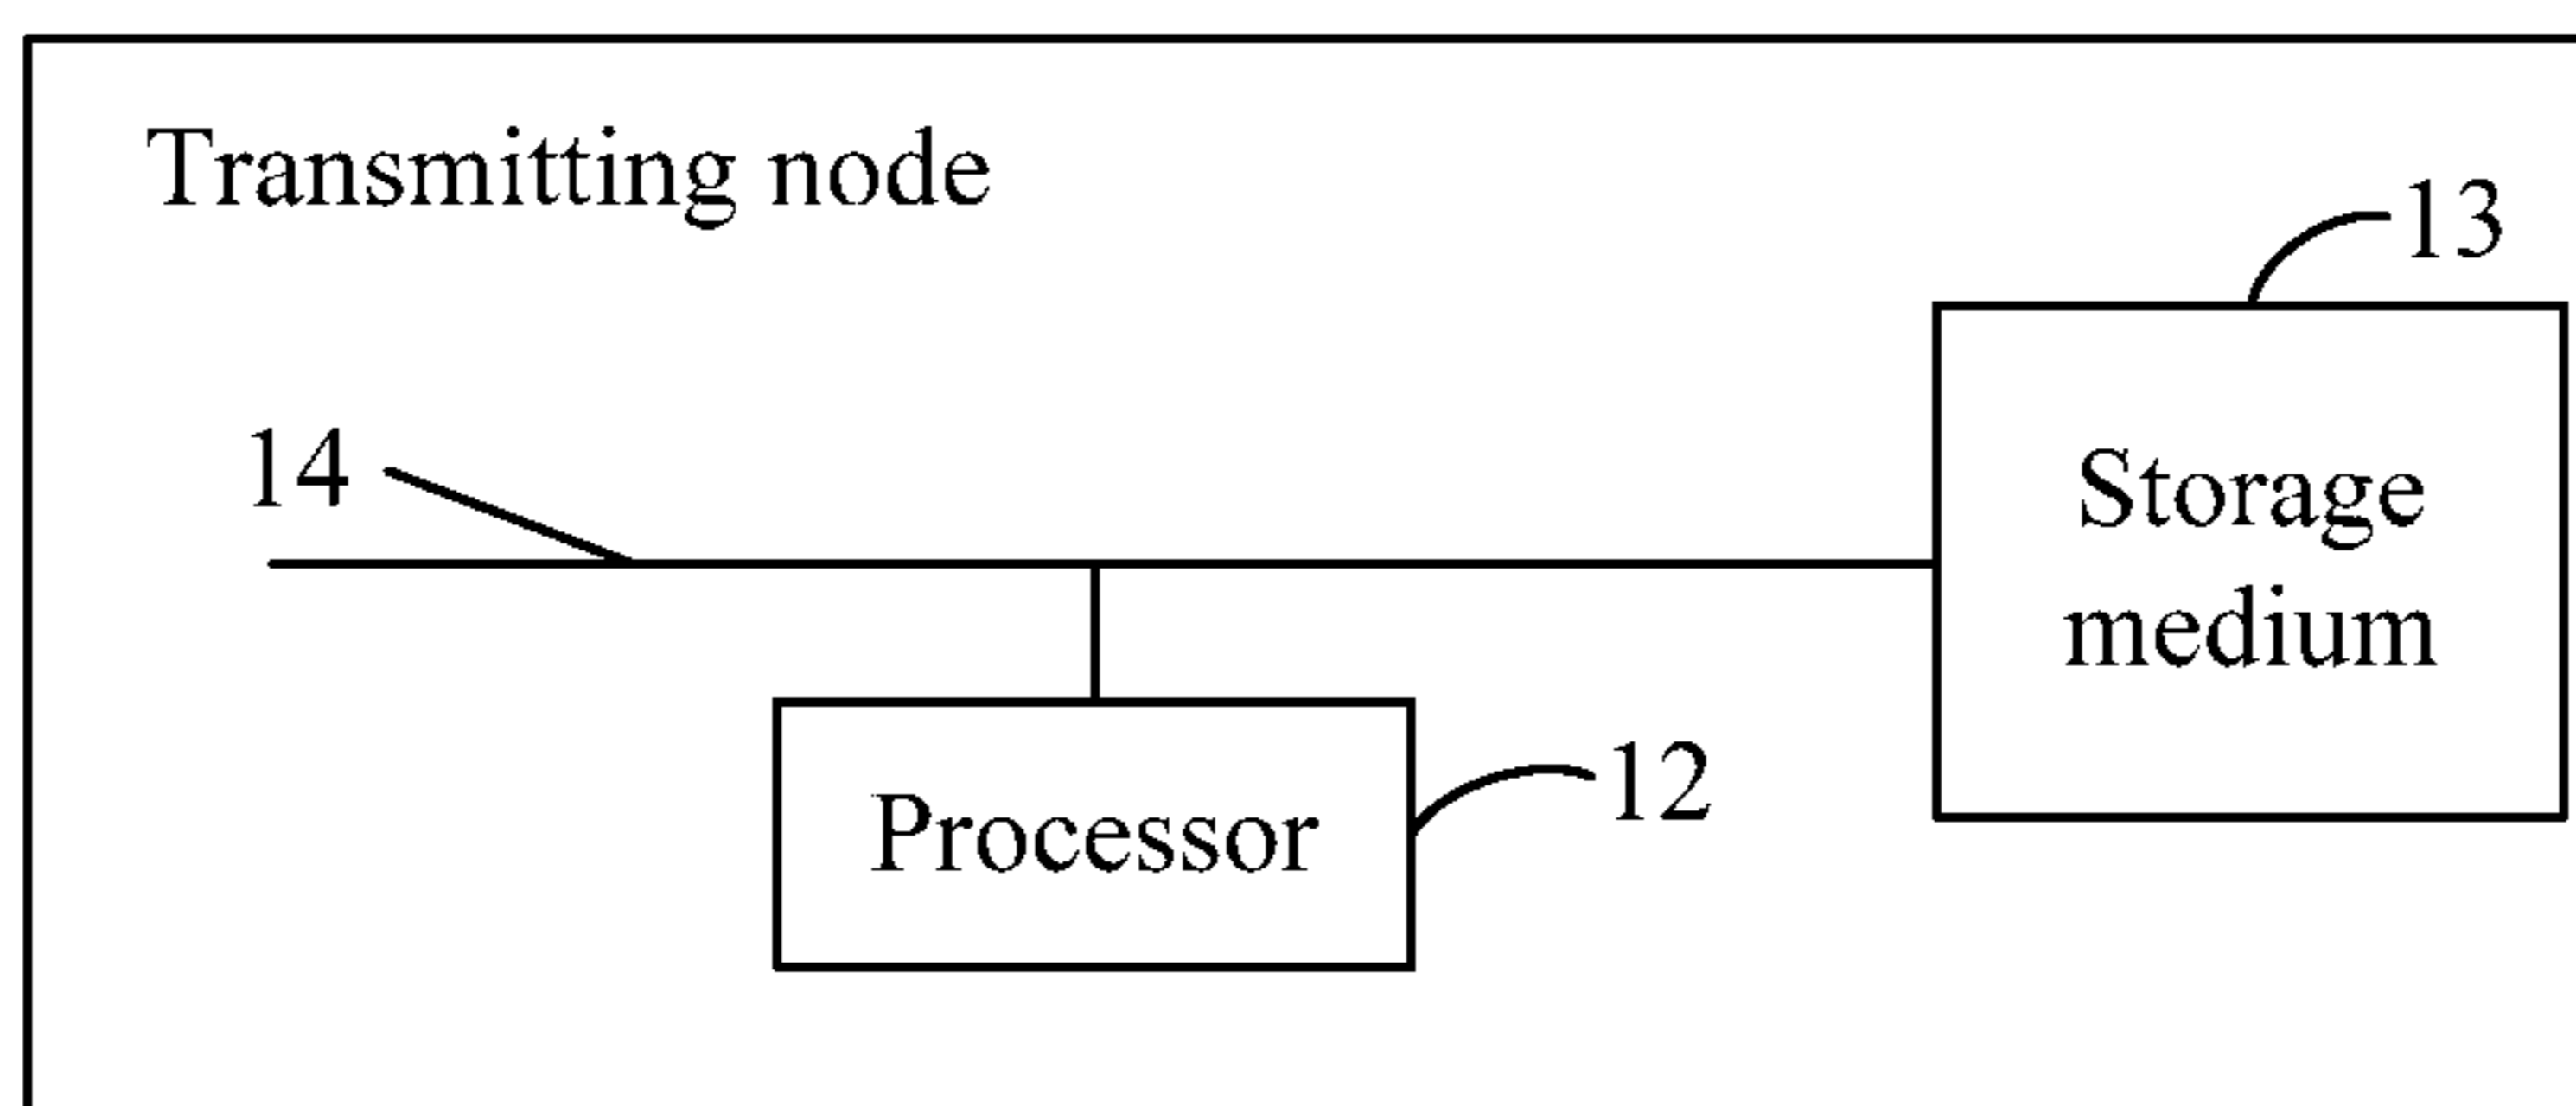 Transmitting node
13
14
Storage
medium
12
Processor